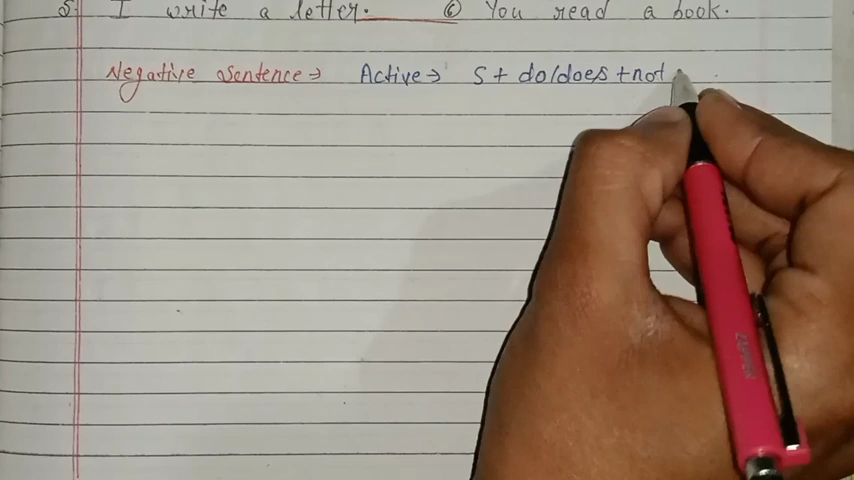 5. I write a letter. ⑥ You read a book.
Negative Sentence → Active → S + do/does + not